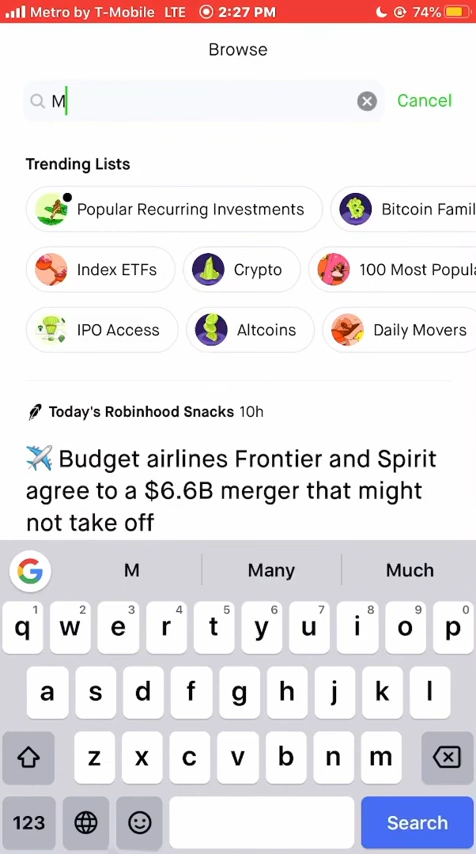 Metro by T-Mobile LTE 2:27 PM 74%
Browse
M Cancel
Trending Lists
Popular Recurring Investments Bitcoin Famil
Index ETFs Crypto 100 Most Popula
IPO Access Altcoins Daily Movers
Today's Robinhood Snacks 10h
Budget airlines Frontier and Spirit
agree to a $6.6B merger that might
not take off
G M Many Much
1 2 3 4 5 6 7 8 9 0
q w e r t y u i o p
a s d f g h j k l
z x c v b n m
123 Search